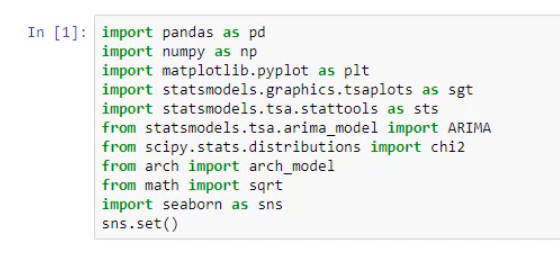 In [1]: import pandas as pd
import numpy as np
import matplotlib.pyplot as plt
import statsmodels.graphics.tsaplots as sgt
import statsmodels.tsa.stattools as sts
from statsmodels.tsa.arima_model import ARIMA
from scipy.stats.distributions import chi2
from arch import arch_model
from math import sqrt
import seaborn as sns
sns.set()